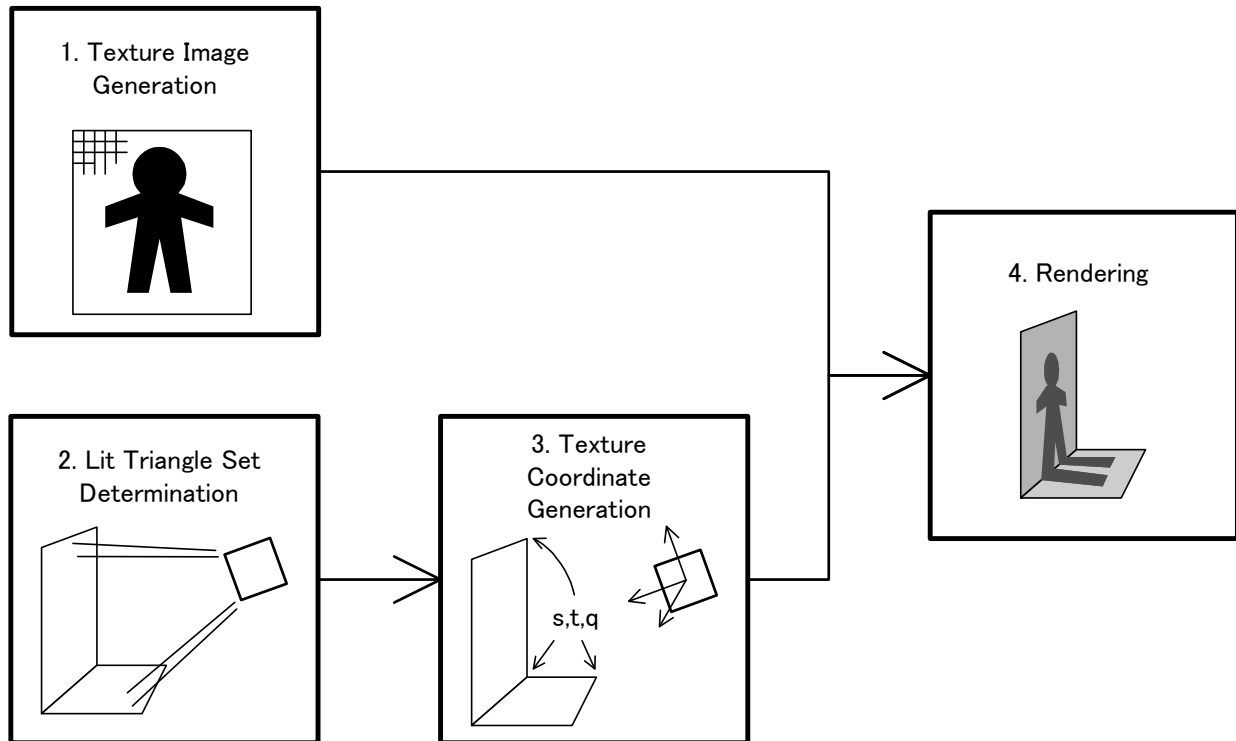 1. Texture Image
Generation
2. Lit Triangle Set
Determination
3. Texture
Coordinate
Generation
s,t,q
4. Rendering